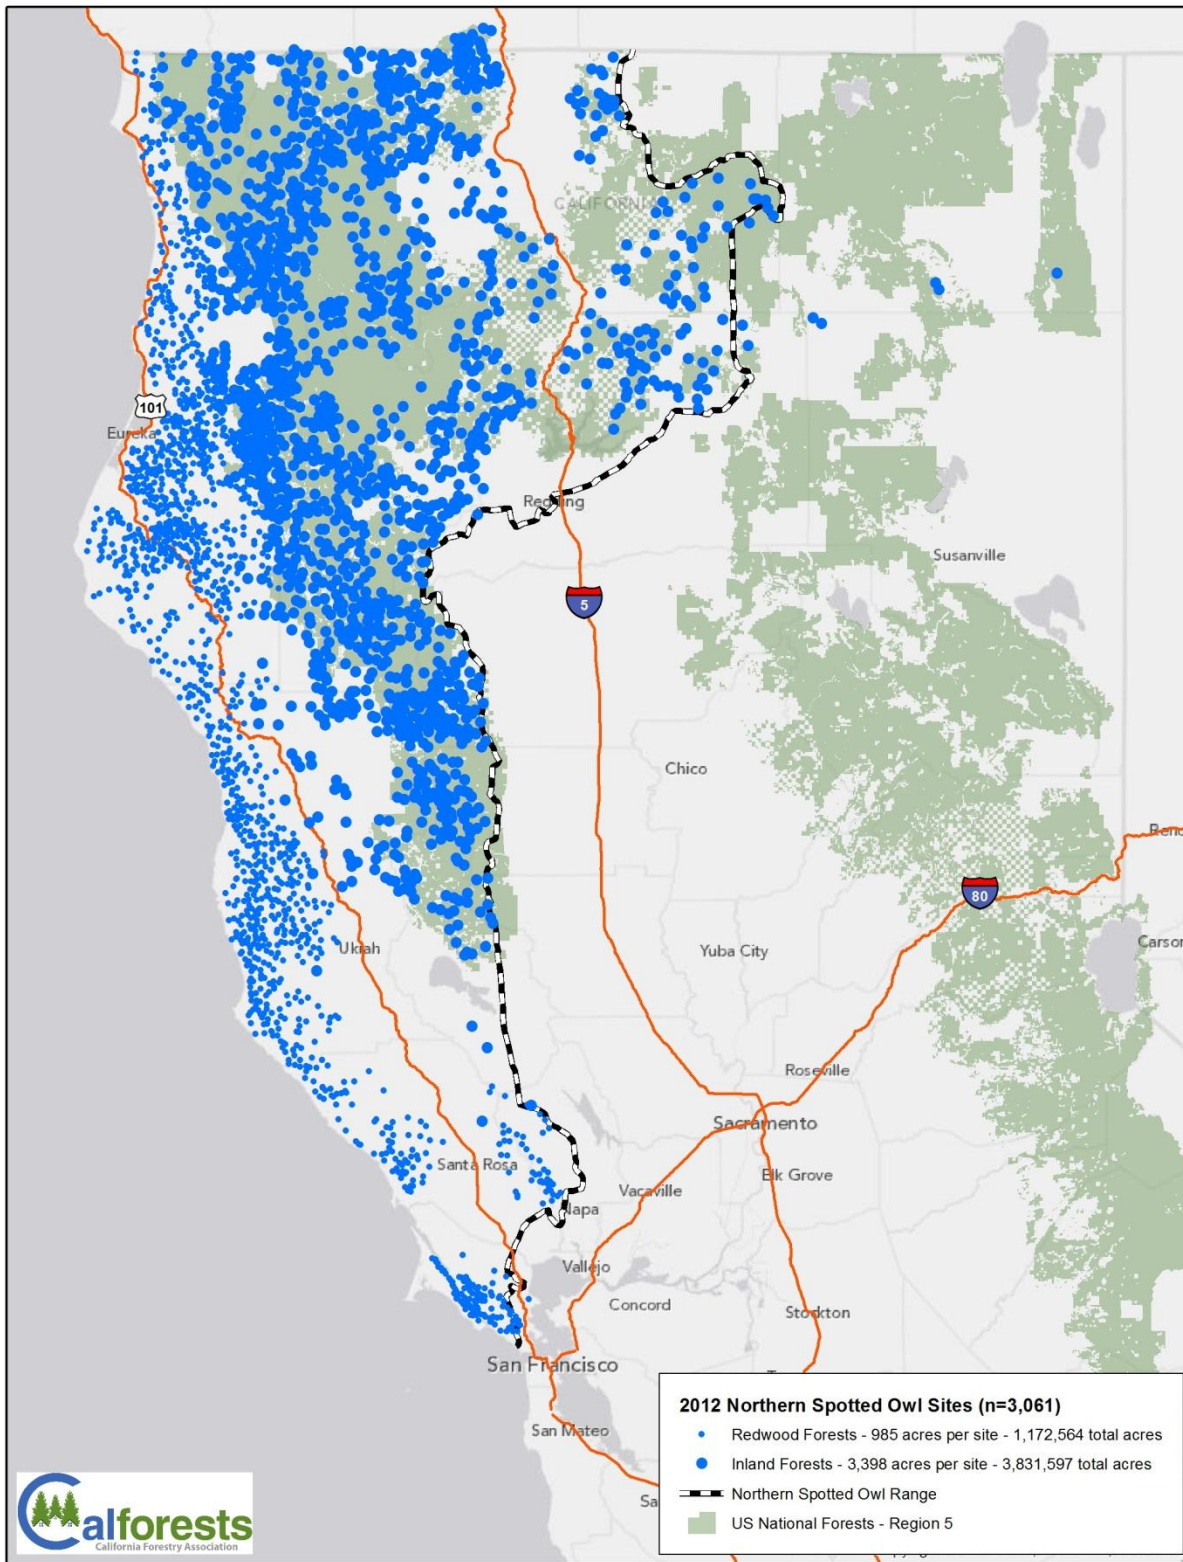 CALIFORNIA
101
Eureka
Redding
Susanville
5
Chico
Reno
80
Ukiah
Yuba City
Carson
Roseville
Sacramento
Santa Rosa
Elk Grove
Vacaville
Napa
Vallejo
Concord
Stockton
San Francisco
San Mateo
Sa
2012 Northern Spotted Owl Sites (n=3,061)
Redwood Forests - 985 acres per site - 1,172,564 total acres
Inland Forests - 3,398 acres per site - 3,831,597 total acres
Northern Spotted Owl Range
US National Forests - Region 5
Calforests
California Forestry Association